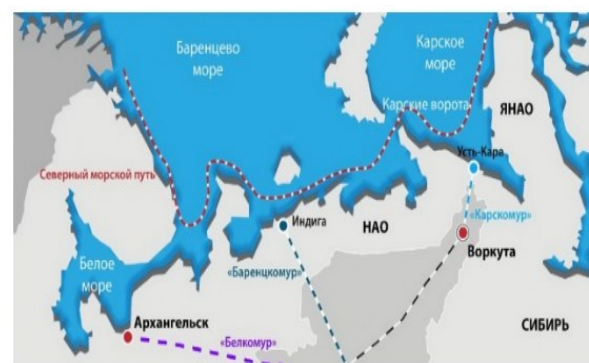 Баренцево
море
Карское
море
Карские ворота
ЯНАО
Усть-Кара
Северный морской путь
Индига
НАО
«Карскомур»
Воркута
«Баренцкомур»
Белое
море
Архангельск
«Белкомур»
СИБИРЬ